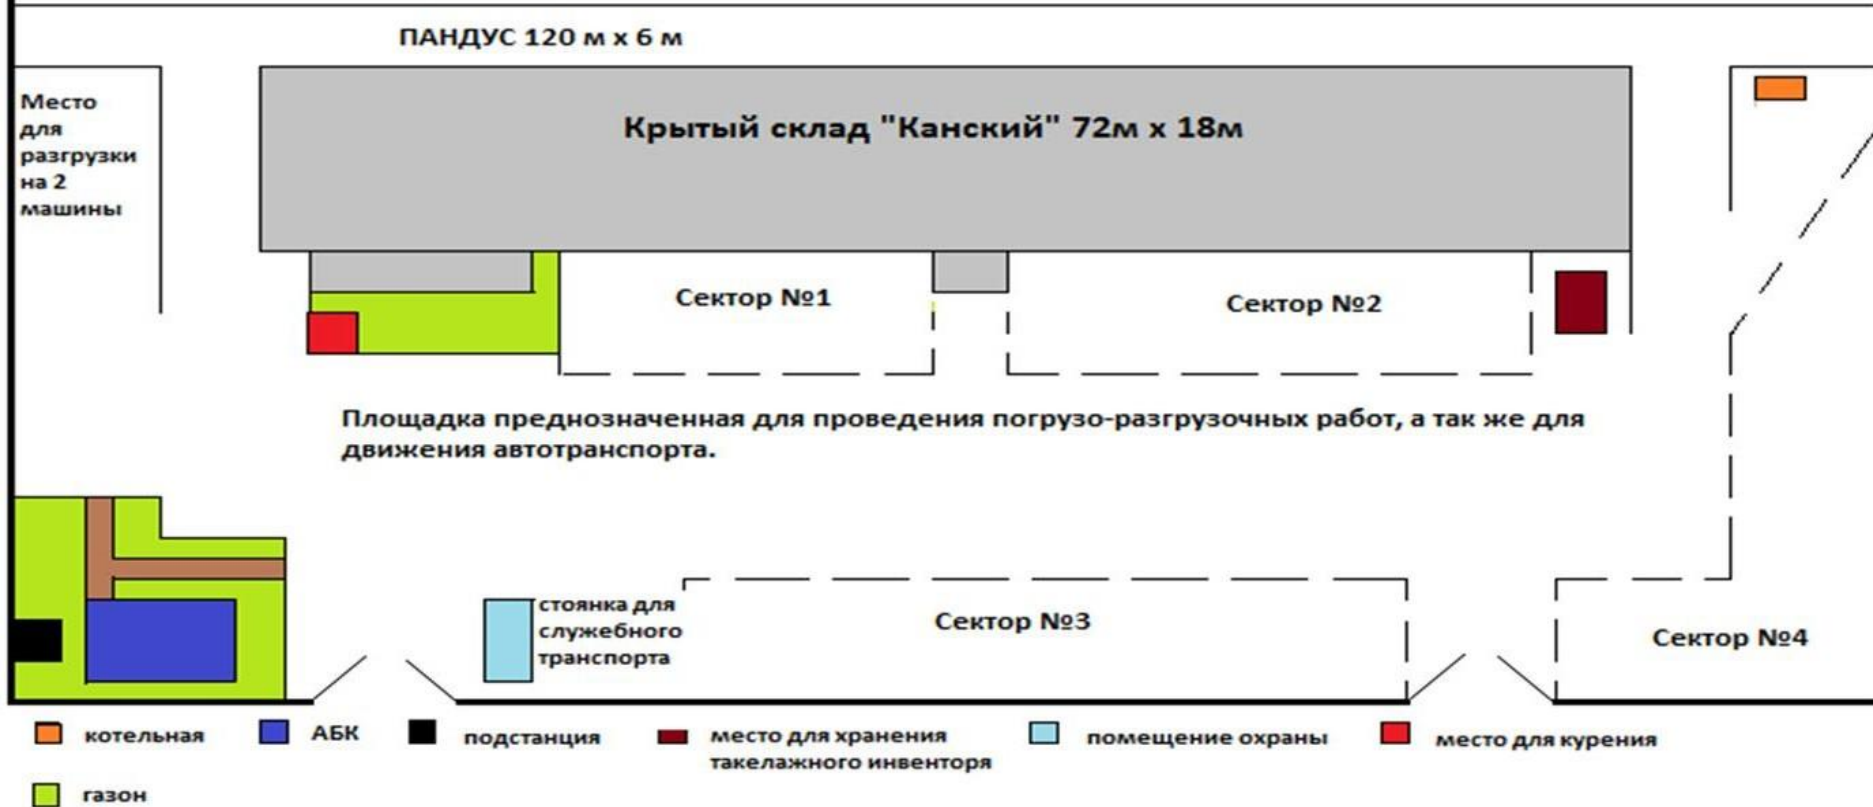 ПАНДУС 120 м х 6 м
Место
для
разгрузки
на 2
машины
Крытый склад "Канский" 72м х 18м
Сектор №1
Сектор №2
Площадка преднозначенная для проведения погрузо-разгрузочных работ, а так же для
движения автотранспорта.
стоянка для
служебного
транспорта
Сектор №3
Сектор №4
котельная
АБК
подстанция
место для хранения
такелажного инвентора
помещение охраны
место для курения
газон